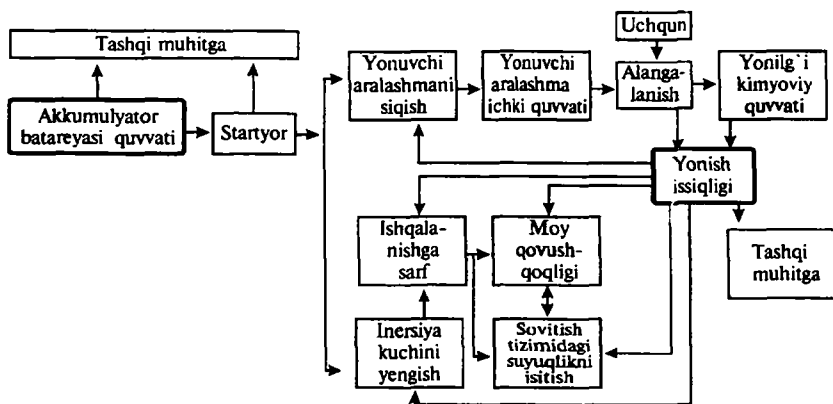 Tashqi muhitga
Akkumulyator
batareyasi quvvati
Startyor
Yonuvchi
aralashmani
siqish
Yonuvchi
aralashma
ichki quvvati
Uchqun
Alanga-
lanish
Yonilg`i
kimyoviy
quvvati
Yonish
issiqligi
Ishqala-
nishga
sarf
Moy
qovush-
qoqligi
Tashqi
muhitga
Inersiya
kuchini
yengish
Sovitish
tizimidagi
suyuqlikni
isitish